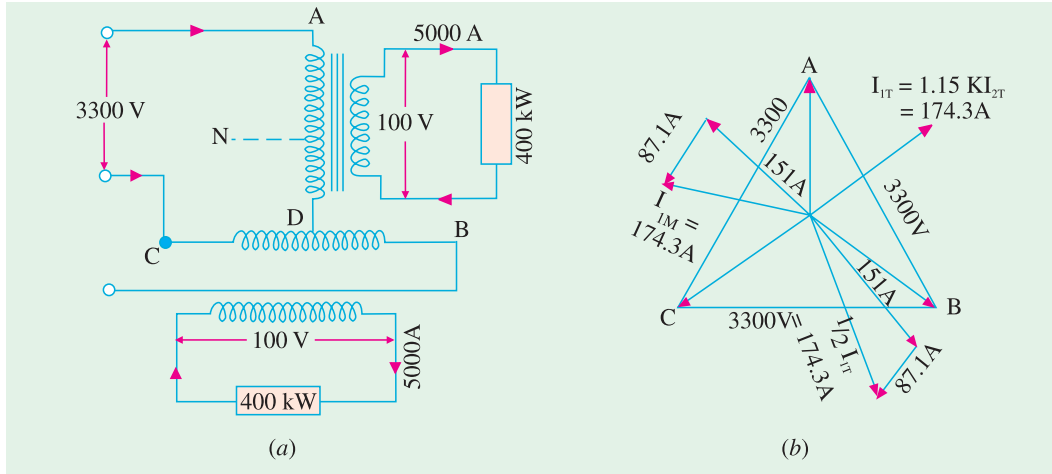 A
5000 A
3300 V
N
100 V
400 kW
D
B
C
100 V
5000A
400 kW
(a)
A
I1T = 1.15 KI2T
= 174.3A
3300
87.1A
151A
3300V
I
1M =
174.3A
151A
C
B
3300V
1/2 I1T
= 174.3A
87.1A
(b)